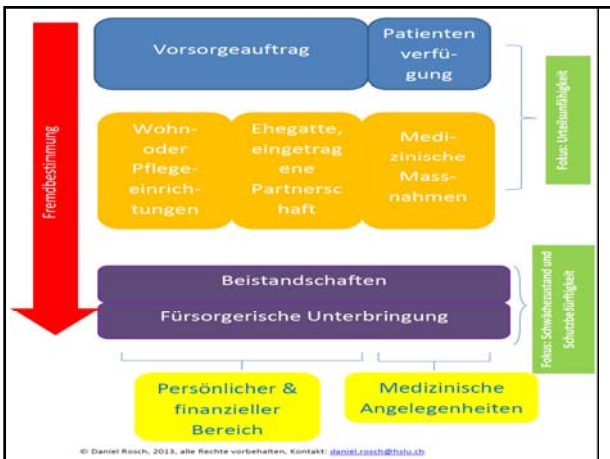 Fremdbestimmung
Vorsorgeauftrag
Patienten
verfü-
gung
Fokus: Urteilsunfähigkeit
Wohn-
oder
Pflege-
einrich-
tungen
Ehegatte,
eingetrag
ene
Partnersc
haft
Medi-
zinische
Mass-
nahmen
Beistandschaften
Fürsorgerische Unterbringung
Fokus: Schwächezustand und
Schutzbedürftigkeit
Persönlicher &
finanzieller
Bereich
Medizinische
Angelegenheiten
© Daniel Rosch, 2013, alle Rechte vorbehalten, Kontakt: daniel.rosch@hslu.ch